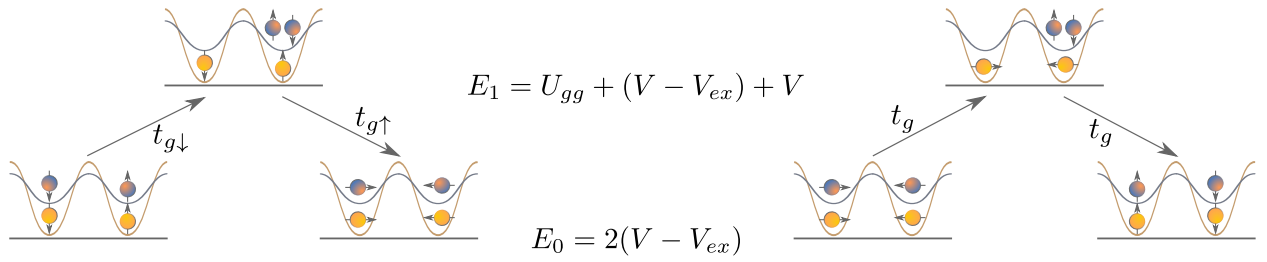 $E_1 = U_{gg} + (V - V_{ex}) + V$
$t_{g\downarrow}$
$t_{g\uparrow}$
$t_g$
$t_g$
$E_0 = 2(V - V_{ex})$